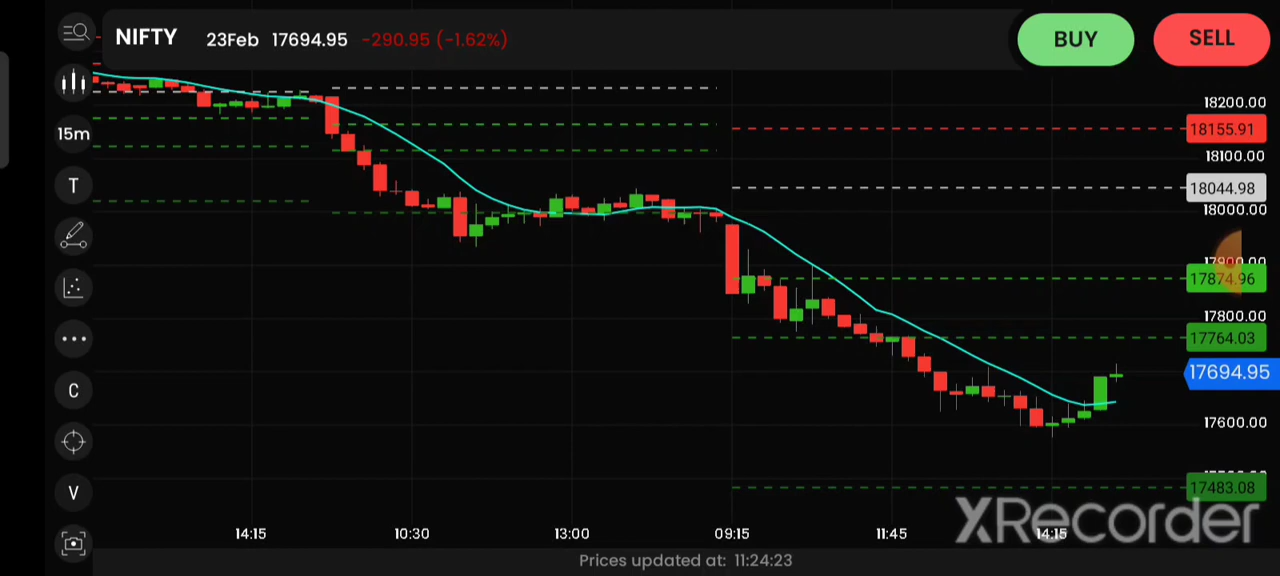 NIFTY 23Feb 17694.95 -290.95 (-1.62%)
BUY SELL
15m
T
C
V
18200.00
18155.91
18100.00
18044.98
18000.00
17874.96
17800.00
17764.03
17694.95
17600.00
17483.08
14:15 10:30 13:00 09:15 11:45 14:15
XRecorder
Prices updated at: 11:24:23